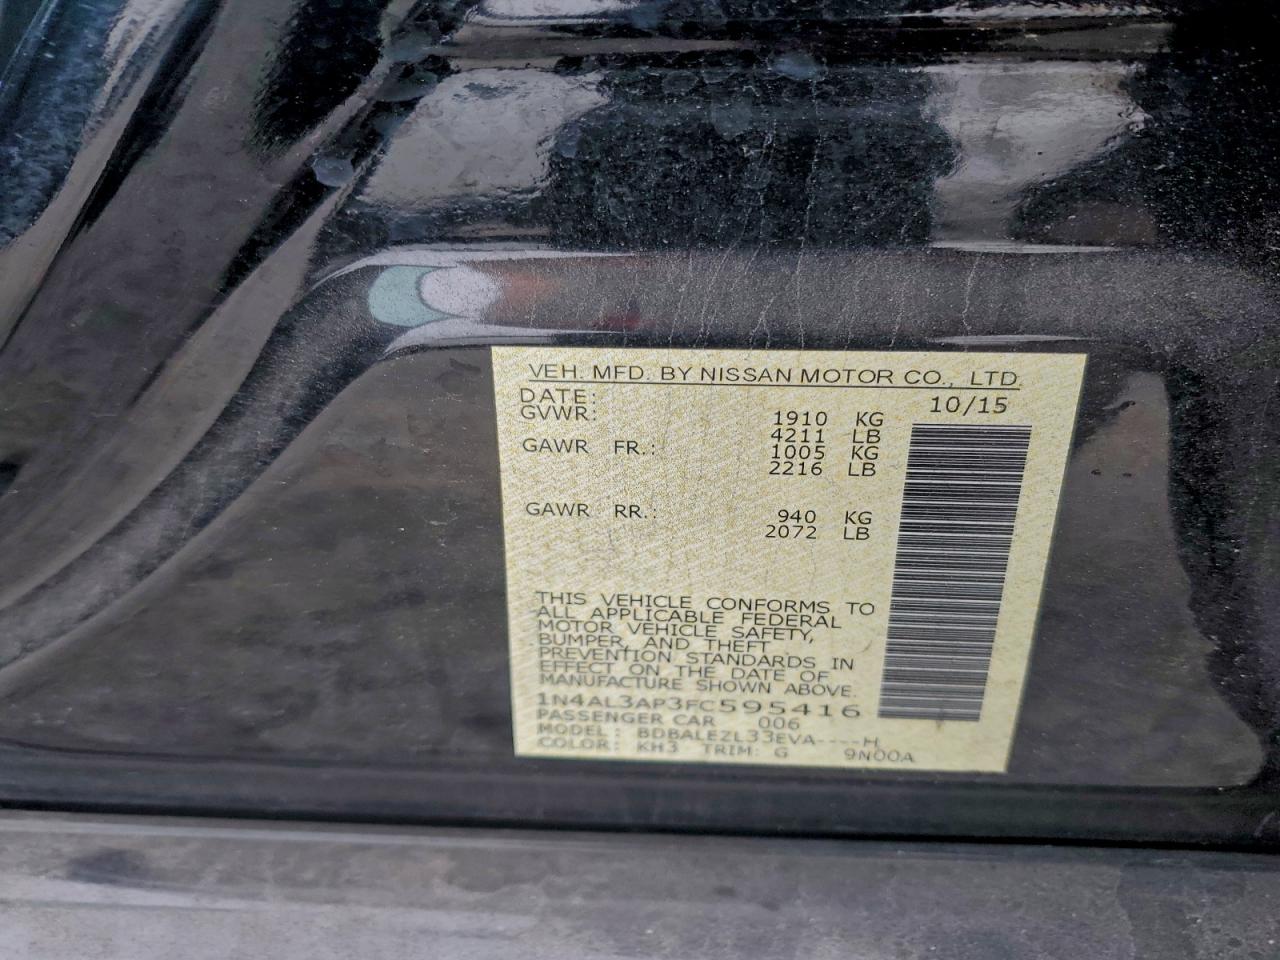 VEH. MFD. BY NISSAN MOTOR CO., LTD.
DATE: 10/15
GVWR: 1910 KG
4211 LB
GAWR FR.: 1005 KG
2216 LB
GAWR RR.: 940 KG
2072 LB
THIS VEHICLE CONFORMS TO
ALL APPLICABLE FEDERAL
MOTOR VEHICLE SAFETY,
BUMPER, AND THEFT
PREVENTION STANDARDS IN
EFFECT ON THE DATE OF
MANUFACTURE SHOWN ABOVE.
1N4AL3AP3FC595416
PASSENGER CAR 006
MODEL: BDBALEZL33EVA----H
COLOR: KH3 TRIM: G 9N00A